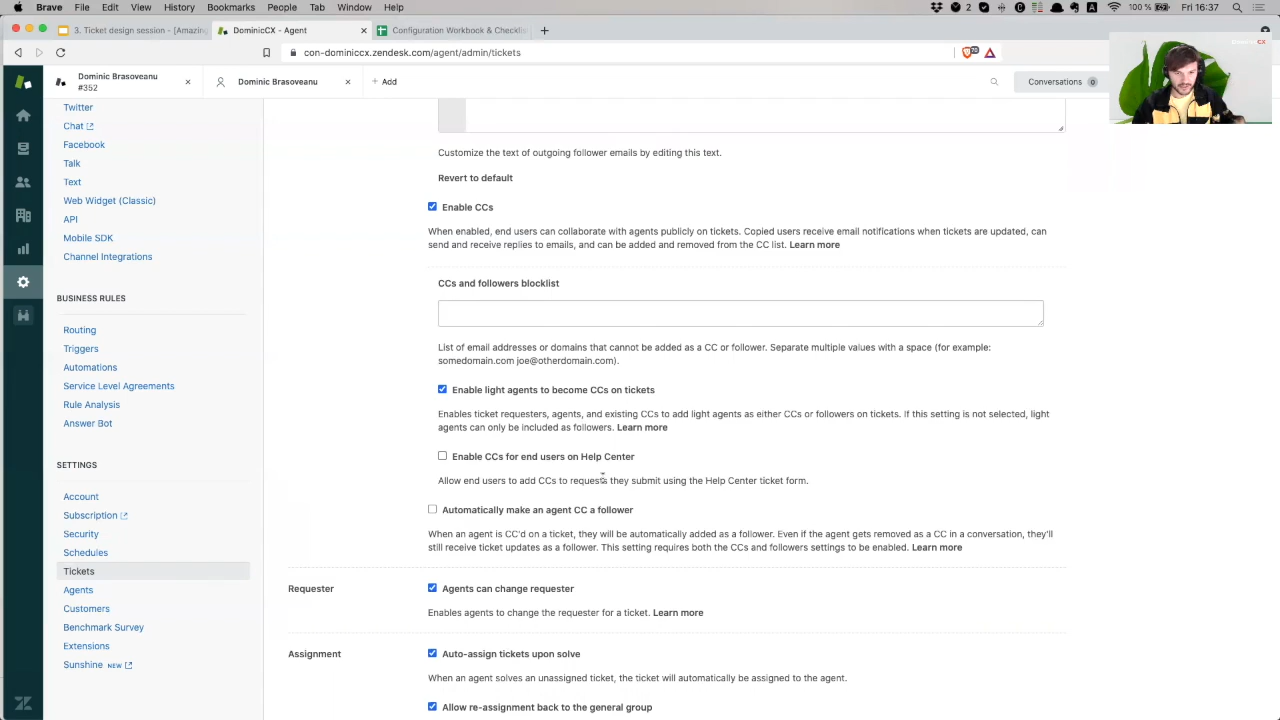 Brave File Edit View History Bookmarks People Tab Window Help
2 100 % Fri 16:37
3. Ticket design session - [Amazin
DominicCX - Agent
Configuration Workbook & Checklis
con-dominiccx.zendesk.com/agent/admin/tickets
Dominic Brasoveanu
#352
Dominic Brasoveanu
+ Add
Conversations 0
Twitter
Chat
Facebook
Talk
Text
Web Widget (Classic)
API
Mobile SDK
Channel Integrations
BUSINESS RULES
Routing
Triggers
Automations
Service Level Agreements
Rule Analysis
Answer Bot
SETTINGS
Account
Subscription
Security
Schedules
Tickets
Agents
Customers
Benchmark Survey
Extensions
Sunshine NEW
Customize the text of outgoing follower emails by editing this text.
Revert to default
Enable CCs
When enabled, end users can collaborate with agents publicly on tickets. Copied users receive email notifications when tickets are updated, can
send and receive replies to emails, and can be added and removed from the CC list. Learn more
CCs and followers blocklist
List of email addresses or domains that cannot be added as a CC or follower. Separate multiple values with a space (for example:
somedomain.com joe@otherdomain.com).
Enable light agents to become CCs on tickets
Enables ticket requesters, agents, and existing CCs to add light agents as either CCs or followers on tickets. If this setting is not selected, light
agents can only be included as followers. Learn more
Enable CCs for end users on Help Center
Allow end users to add CCs to requests they submit using the Help Center ticket form.
Automatically make an agent CC a follower
When an agent is CC'd on a ticket, they will be automatically added as a follower. Even if the agent gets removed as a CC in a conversation, they'll
still receive ticket updates as a follower. This setting requires both the CCs and followers settings to be enabled. Learn more
Requester
Agents can change requester
Enables agents to change the requester for a ticket. Learn more
Assignment
Auto-assign tickets upon solve
When an agent solves an unassigned ticket, the ticket will automatically be assigned to the agent.
Allow re-assignment back to the general group